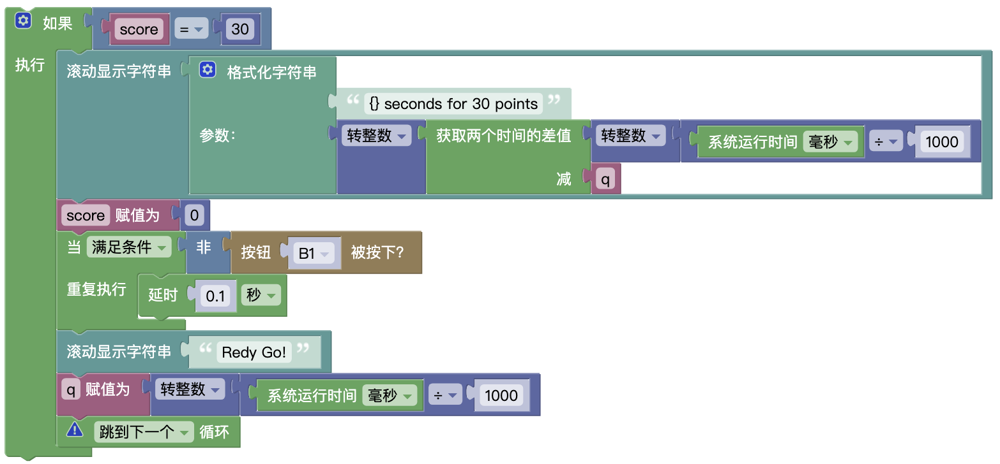 如果 score = 30
执行 滚动显示字符串 格式化字符串
“ {} seconds for 30 points ”
参数： 转整数 获取两个时间的差值 转整数 系统运行时间 毫秒 ÷ 1000
减 q
score 赋值为 0
当 满足条件 非 按钮 B1 被按下？
重复执行 延时 0.1 秒
滚动显示字符串 “ Redy Go! ”
q 赋值为 转整数 系统运行时间 毫秒 ÷ 1000
跳到下一个 循环